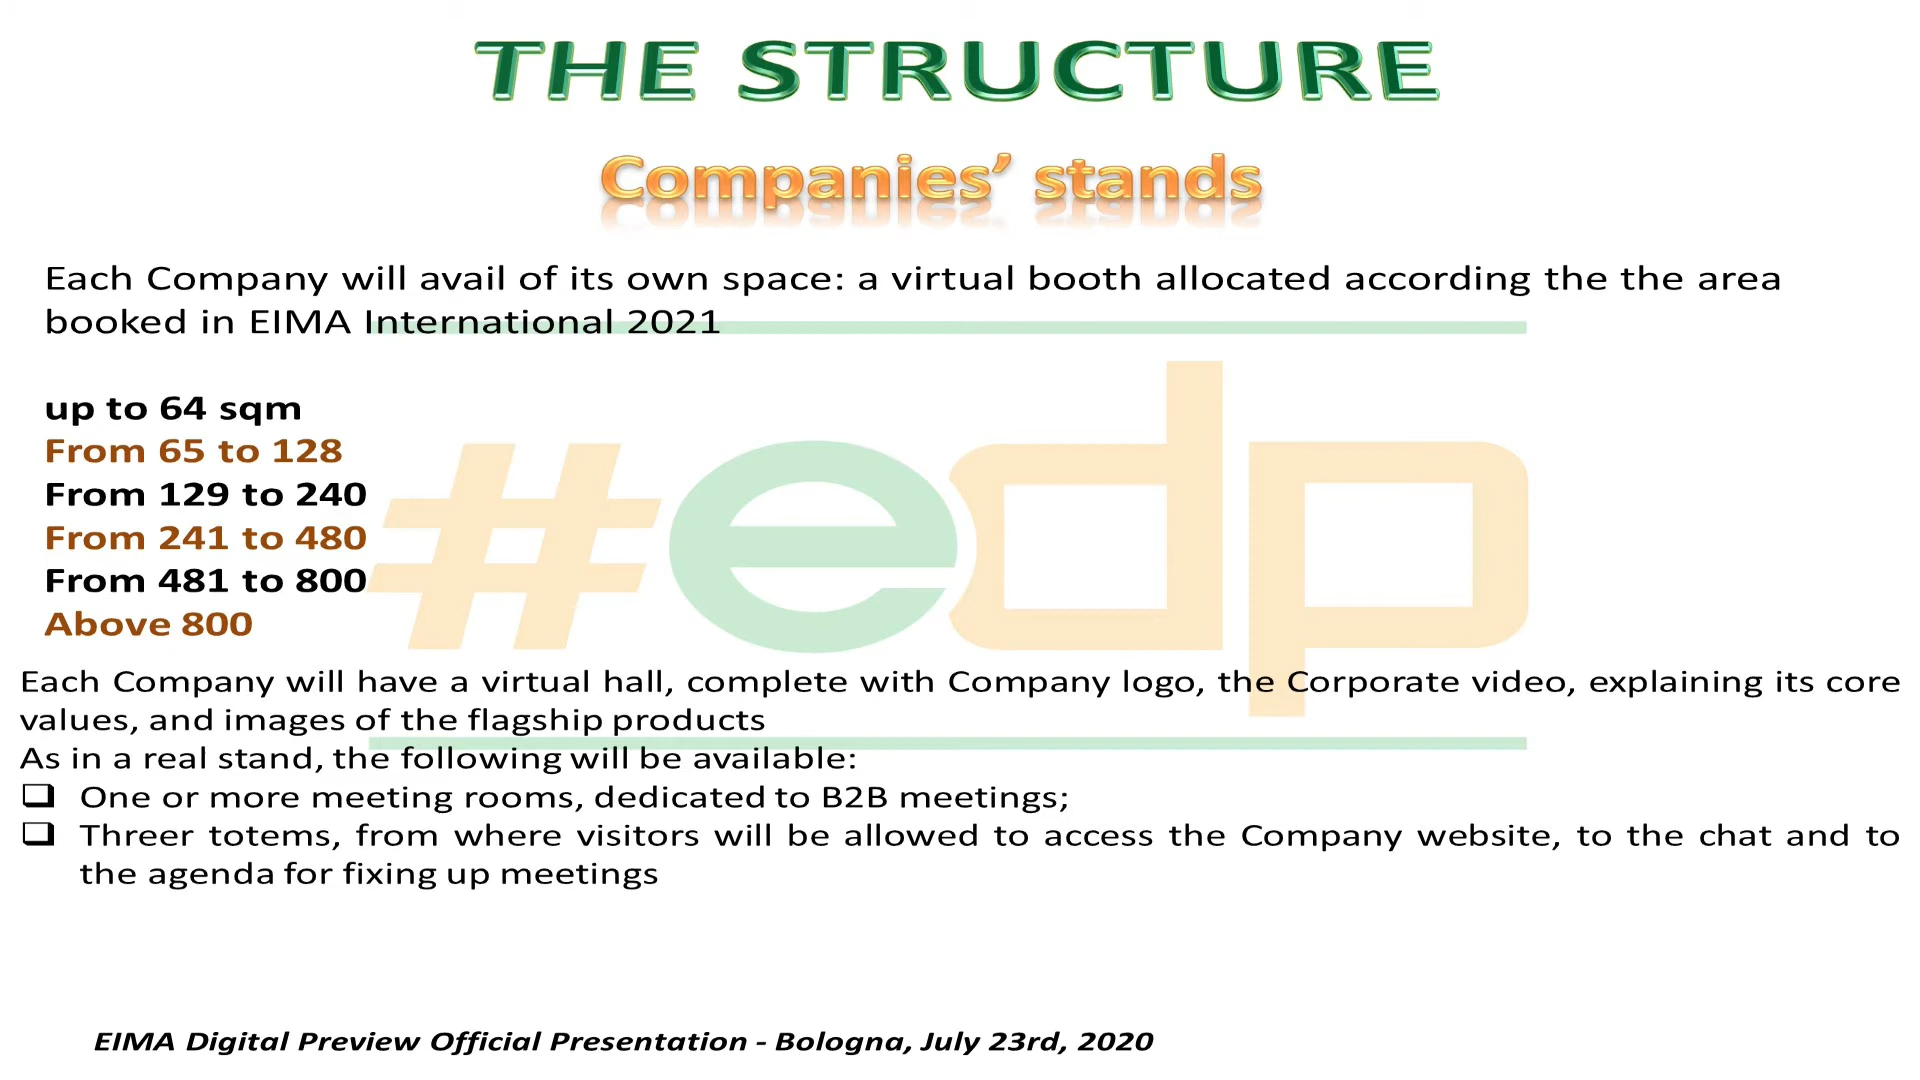 THE STRUCTURE
Companies’ stands
Each Company will avail of its own space: a virtual booth allocated according the the area
booked in EIMA International 2021
up to 64 sqm
From 65 to 128
From 129 to 240
From 241 to 480
From 481 to 800
Above 800
#edp
Each Company will have a virtual hall, complete with Company logo, the Corporate video, explaining its core
values, and images of the flagship products
As in a real stand, the following will be available:
❑ One or more meeting rooms, dedicated to B2B meetings;
❑ Threer totems, from where visitors will be allowed to access the Company website, to the chat and to
the agenda for fixing up meetings
EIMA Digital Preview Official Presentation - Bologna, July 23rd, 2020